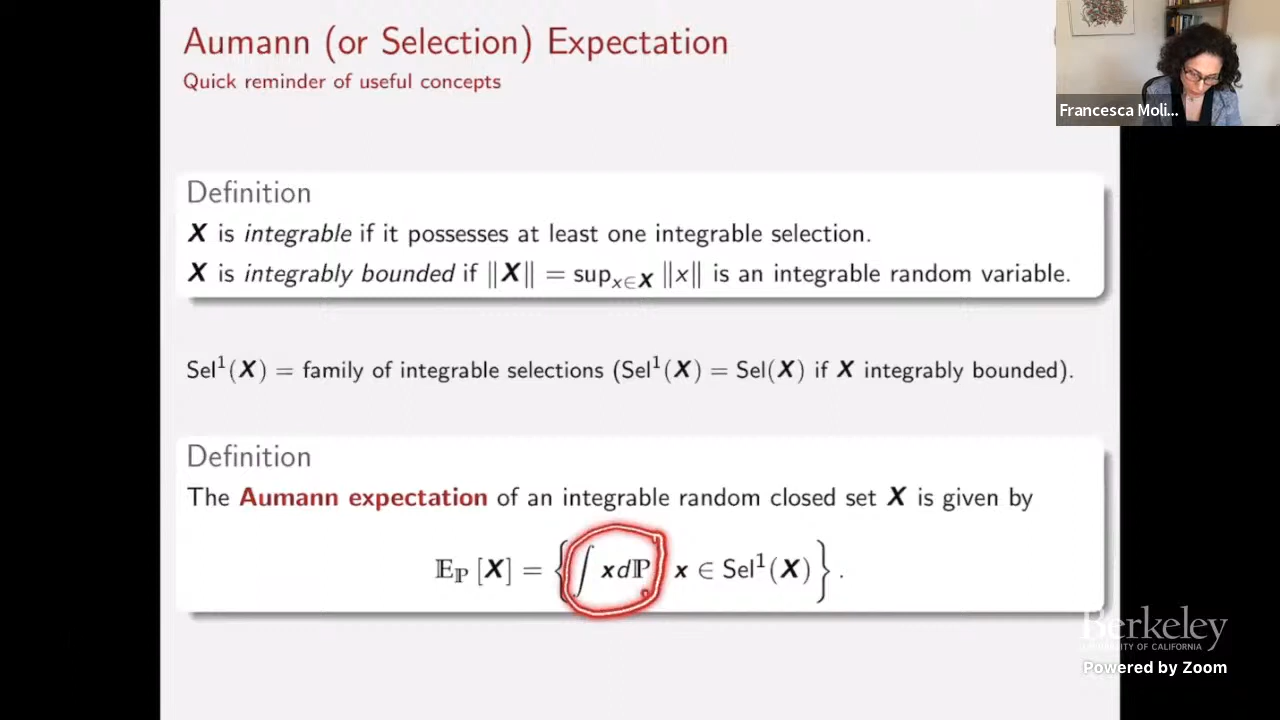 Aumann (or Selection) Expectation
Quick reminder of useful concepts
Francesca Moli...
Definition
X is integrable if it possesses at least one integrable selection.
X is integrably bounded if ‖X‖ = sup_{x∈X} ‖x‖ is an integrable random variable.
Sel¹(X) = family of integrable selections (Sel¹(X) = Sel(X) if X integrably bounded).
Definition
The Aumann expectation of an integrable random closed set X is given by
𝔼_ℙ [X] = { ∫ xdℙ x ∈ Sel¹(X) } .
Berkeley
UNIVERSITY OF CALIFORNIA
Powered by Zoom